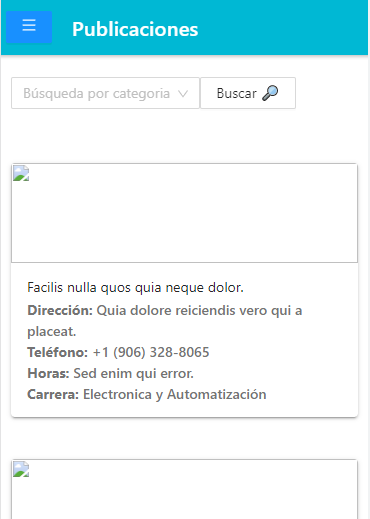 Publicaciones
Búsqueda por categoria
Buscar 🔎
Facilis nulla quos quia neque dolor.
Dirección: Quia dolore reiciendis vero qui a
placeat.
Teléfono: +1 (906) 328-8065
Horas: Sed enim qui error.
Carrera: Electronica y Automatización